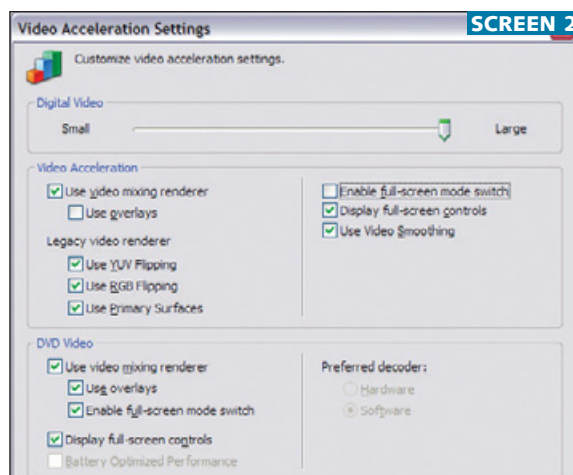 Video Acceleration Settings
SCREEN 2
Customize video acceleration settings.
Digital Video
Small
Large
Video Acceleration
Use video mixing renderer
Use overlays
Legacy video renderer
Use YUV Flipping
Use RGB Flipping
Use Primary Surfaces
Enable full-screen mode switch
Display full-screen controls
Use Video Smoothing
DVD Video
Use video mixing renderer
Use overlays
Enable full-screen mode switch
Display full-screen controls
Battery Optimized Performance
Preferred decoder:
Hardware
Software